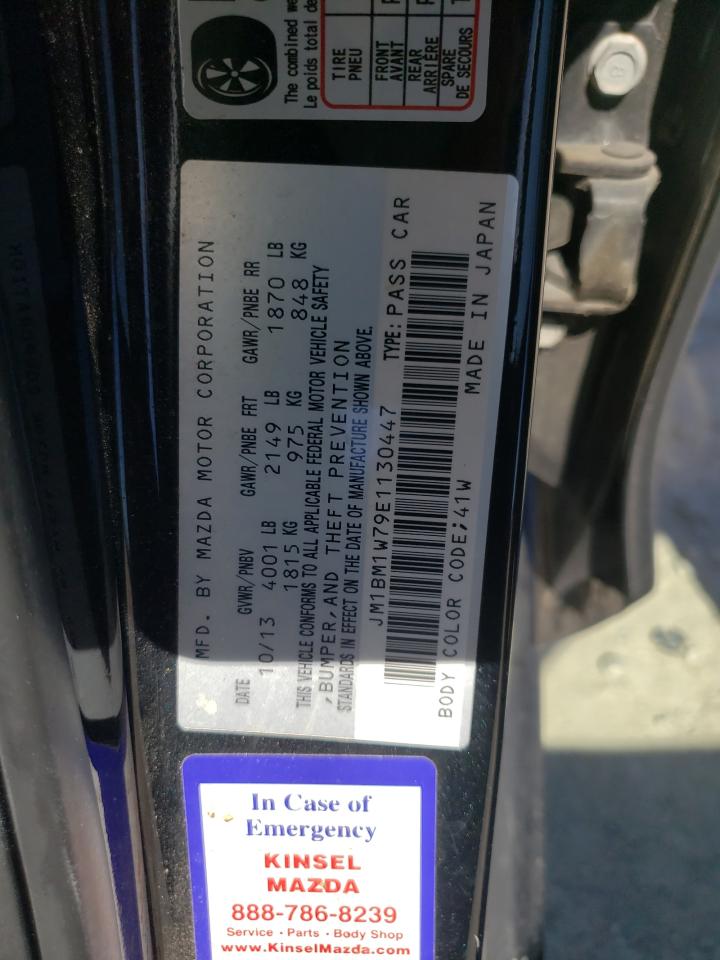 The combined we
Le poids total de
TIRE
PNEU
FRONT
AVANT
REAR
ARRIÈRE
SPARE
DE SECOURS
MFD. BY MAZDA MOTOR CORPORATION
DATE GVWR/PNBV GAWR/PNBE FRT GAWR/PNBE RR
10/13 4001 LB 2149 LB 1870 LB
1815 KG 975 KG 848 KG
THIS VEHICLE CONFORMS TO ALL APPLICABLE FEDERAL MOTOR VEHICLE SAFETY
,BUMPER,AND THEFT PREVENTION
STANDARDS IN EFFECT ON THE DATE OF MANUFACTURE SHOWN ABOVE.
JM1BM1W79E1130447 TYPE:PASS CAR
BODY COLOR CODE;41W MADE IN JAPAN
In Case of
Emergency
KINSEL
MAZDA
888-786-8239
Service · Parts · Body Shop
www.KinselMazda.com